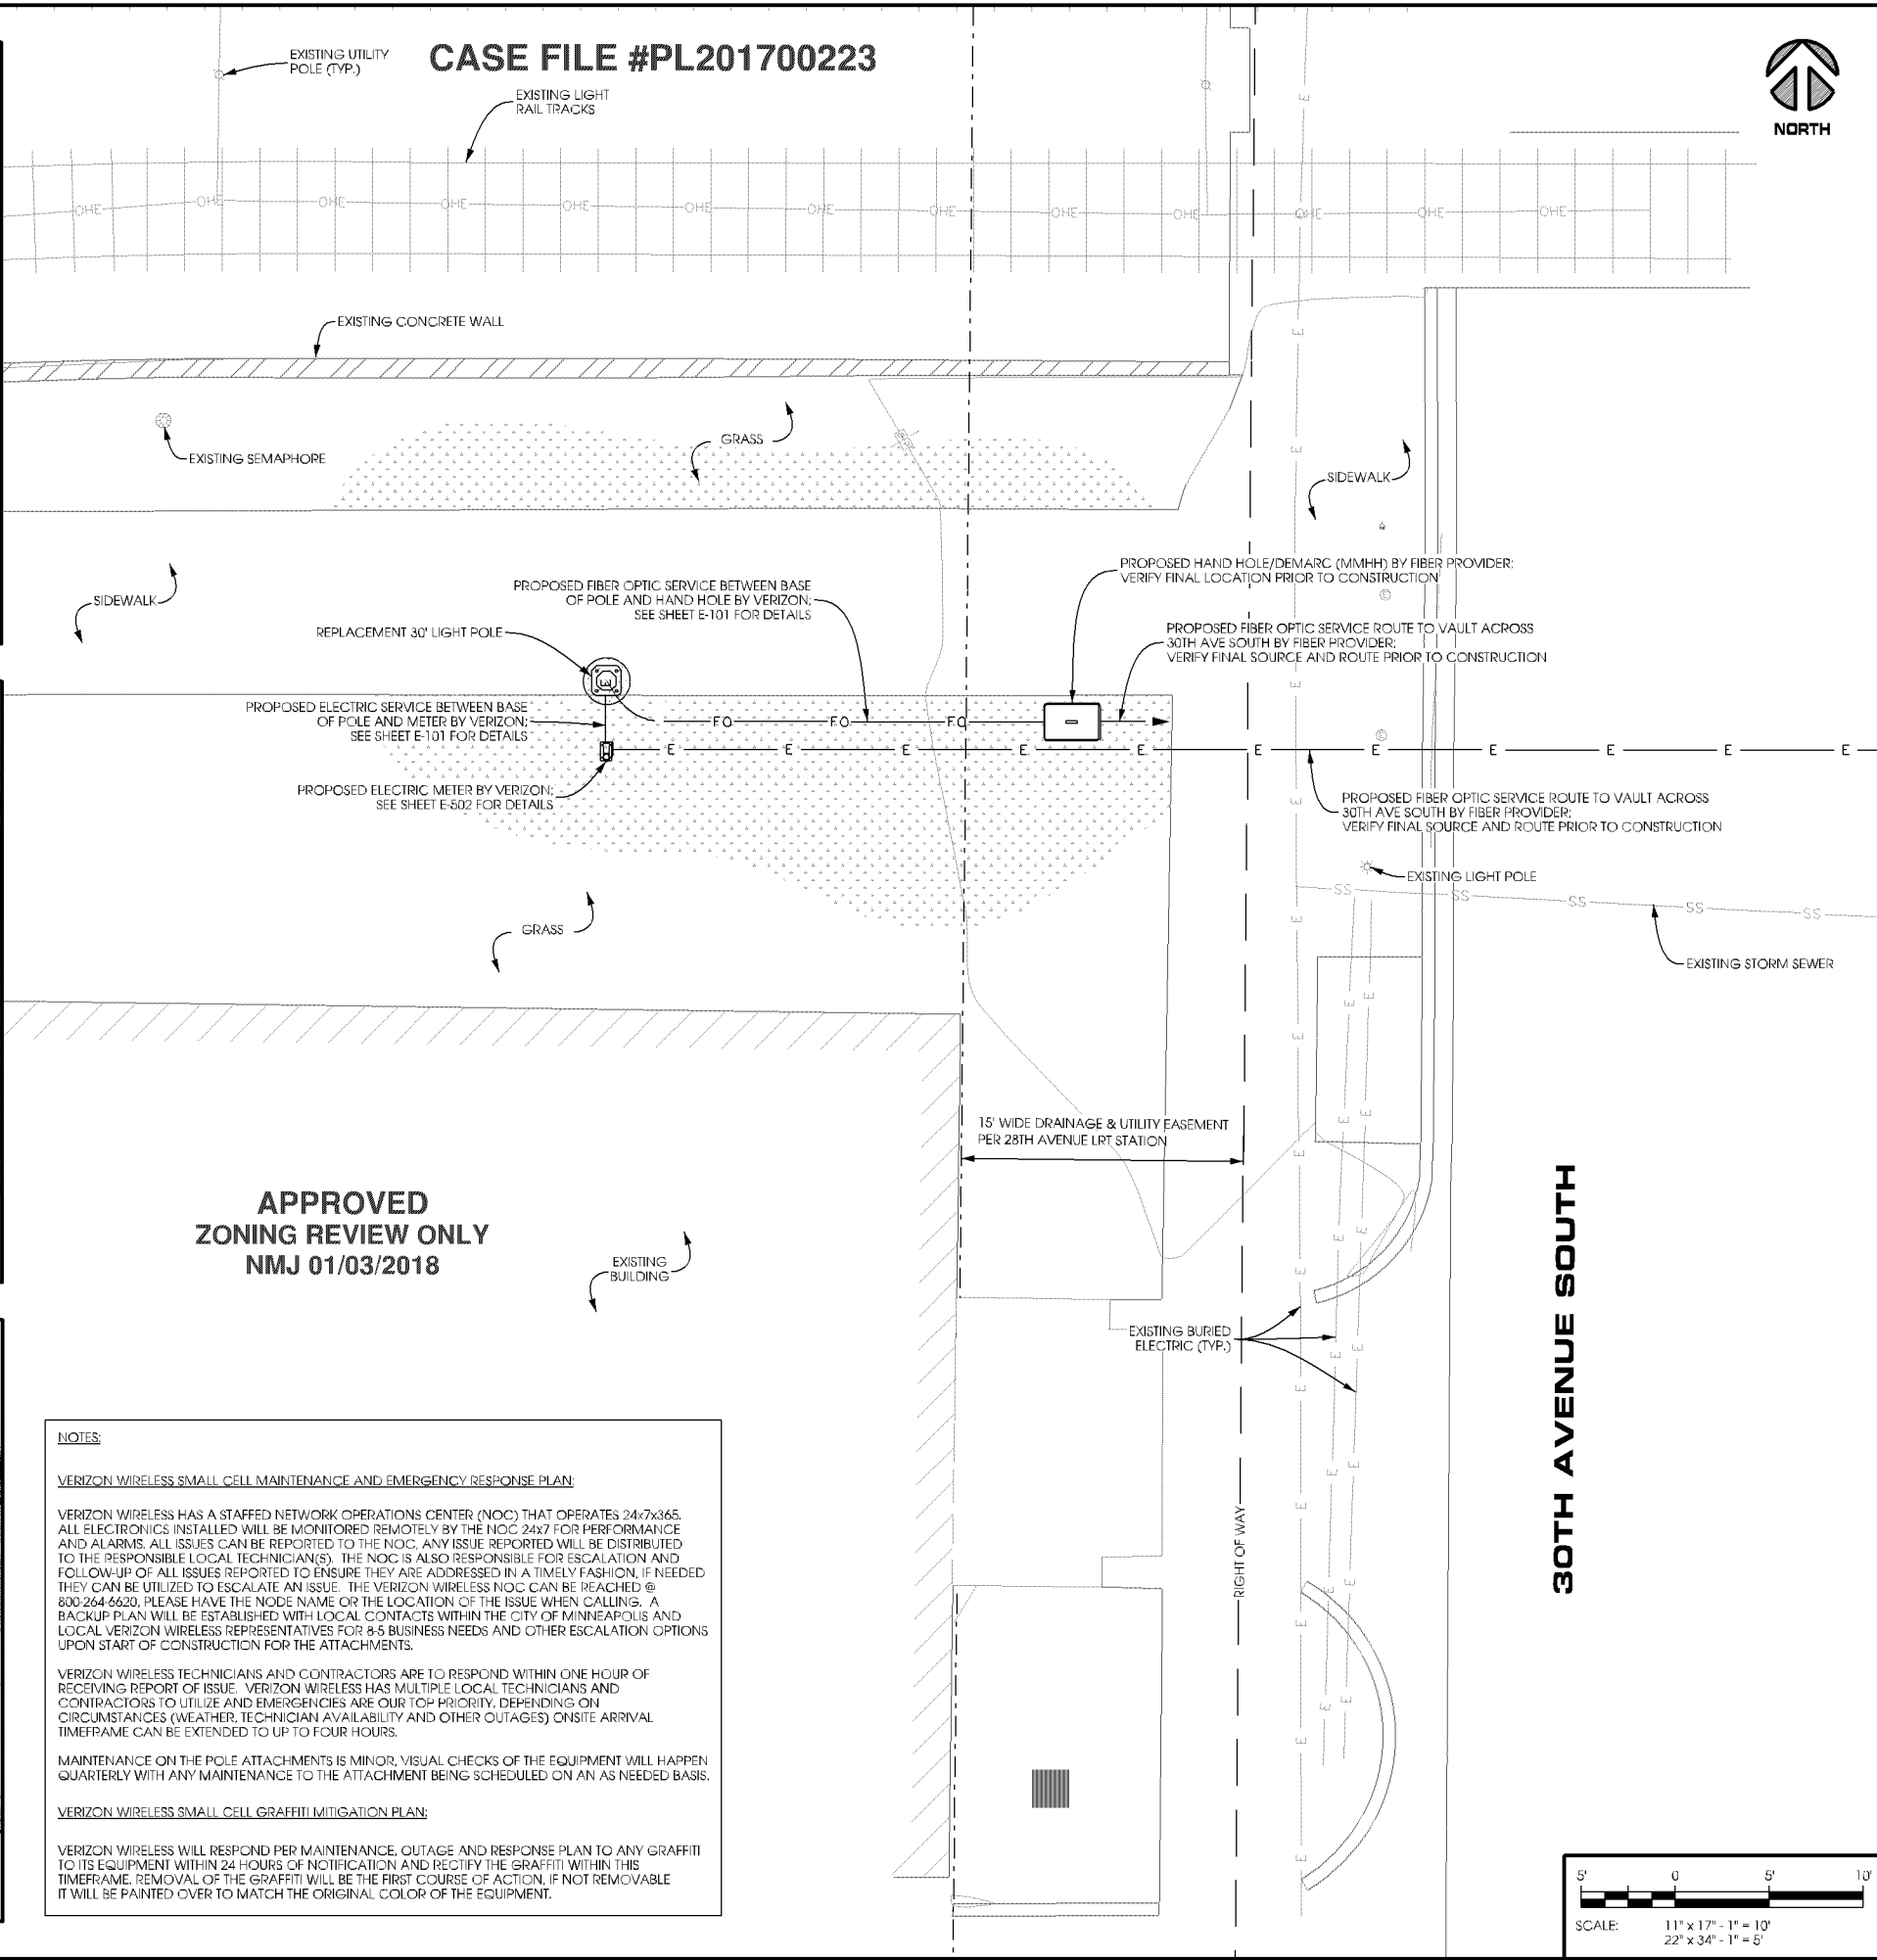 CASE FILE #PL201700223
NORTH
EXISTING UTILITY
POLE (TYP.)
EXISTING LIGHT
RAIL TRACKS
OHE OHE OHE OHE OHE OHE OHE OHE OHE OHE OHE OHE OHE
EXISTING CONCRETE WALL
GRASS
EXISTING SEMAPHORE
SIDEWALK
SIDEWALK
PROPOSED FIBER OPTIC SERVICE BETWEEN BASE
OF POLE AND HAND HOLE BY VERIZON;
SEE SHEET E-101 FOR DETAILS
PROPOSED HAND HOLE/DEMARC (MMHH) BY FIBER PROVIDER;
VERIFY FINAL LOCATION PRIOR TO CONSTRUCTION
REPLACEMENT 30' LIGHT POLE
PROPOSED FIBER OPTIC SERVICE ROUTE TO VAULT ACROSS
30TH AVE SOUTH BY FIBER PROVIDER;
VERIFY FINAL SOURCE AND ROUTE PRIOR TO CONSTRUCTION
PROPOSED ELECTRIC SERVICE BETWEEN BASE
OF POLE AND METER BY VERIZON;
SEE SHEET E-101 FOR DETAILS
FO FO FO
E E E E E E E E E E E
PROPOSED ELECTRIC METER BY VERIZON;
SEE SHEET E-502 FOR DETAILS
PROPOSED FIBER OPTIC SERVICE ROUTE TO VAULT ACROSS
30TH AVE SOUTH BY FIBER PROVIDER;
VERIFY FINAL SOURCE AND ROUTE PRIOR TO CONSTRUCTION
EXISTING LIGHT POLE
SS SS SS SS SS
GRASS
EXISTING STORM SEWER
15' WIDE DRAINAGE & UTILITY EASEMENT
PER 28TH AVENUE LRT STATION
APPROVED
ZONING REVIEW ONLY
NMJ 01/03/2018
EXISTING
BUILDING
EXISTING BURIED
ELECTRIC (TYP.)
RIGHT OF WAY
30TH AVENUE SOUTH
NOTES:
VERIZON WIRELESS SMALL CELL MAINTENANCE AND EMERGENCY RESPONSE PLAN:
VERIZON WIRELESS HAS A STAFFED NETWORK OPERATIONS CENTER (NOC) THAT OPERATES 24x7x365.
ALL ELECTRONICS INSTALLED WILL BE MONITORED REMOTELY BY THE NOC 24x7 FOR PERFORMANCE
AND ALARMS. ALL ISSUES CAN BE REPORTED TO THE NOC, ANY ISSUE REPORTED WILL BE DISTRIBUTED
TO THE RESPONSIBLE LOCAL TECHNICIAN(S). THE NOC IS ALSO RESPONSIBLE FOR ESCALATION AND
FOLLOW-UP OF ALL ISSUES REPORTED TO ENSURE THEY ARE ADDRESSED IN A TIMELY FASHION, IF NEEDED
THEY CAN BE UTILIZED TO ESCALATE AN ISSUE. THE VERIZON WIRELESS NOC CAN BE REACHED @
800-264-6620, PLEASE HAVE THE NODE NAME OR THE LOCATION OF THE ISSUE WHEN CALLING. A
BACKUP PLAN WILL BE ESTABLISHED WITH LOCAL CONTACTS WITHIN THE CITY OF MINNEAPOLIS AND
LOCAL VERIZON WIRELESS REPRESENTATIVES FOR 8-5 BUSINESS NEEDS AND OTHER ESCALATION OPTIONS
UPON START OF CONSTRUCTION FOR THE ATTACHMENTS.
VERIZON WIRELESS TECHNICIANS AND CONTRACTORS ARE TO RESPOND WITHIN ONE HOUR OF
RECEIVING REPORT OF ISSUE. VERIZON WIRELESS HAS MULTIPLE LOCAL TECHNICIANS AND
CONTRACTORS TO UTILIZE AND EMERGENCIES ARE OUR TOP PRIORITY, DEPENDING ON
CIRCUMSTANCES (WEATHER, TECHNICIAN AVAILABILITY AND OTHER OUTAGES) ONSITE ARRIVAL
TIMEFRAME CAN BE EXTENDED TO UP TO FOUR HOURS.
MAINTENANCE ON THE POLE ATTACHMENTS IS MINOR, VISUAL CHECKS OF THE EQUIPMENT WILL HAPPEN
QUARTERLY WITH ANY MAINTENANCE TO THE ATTACHMENT BEING SCHEDULED ON AN AS NEEDED BASIS.
VERIZON WIRELESS SMALL CELL GRAFFITI MITIGATION PLAN:
VERIZON WIRELESS WILL RESPOND PER MAINTENANCE, OUTAGE AND RESPONSE PLAN TO ANY GRAFFITI
TO ITS EQUIPMENT WITHIN 24 HOURS OF NOTIFICATION AND RECTIFY THE GRAFFITI WITHIN THIS
TIMEFRAME. REMOVAL OF THE GRAFFITI WILL BE THE FIRST COURSE OF ACTION, IF NOT REMOVABLE
IT WILL BE PAINTED OVER TO MATCH THE ORIGINAL COLOR OF THE EQUIPMENT.
5' 0 5' 10'
SCALE: 11" x 17" - 1" = 10'
22" x 34" - 1" = 5'